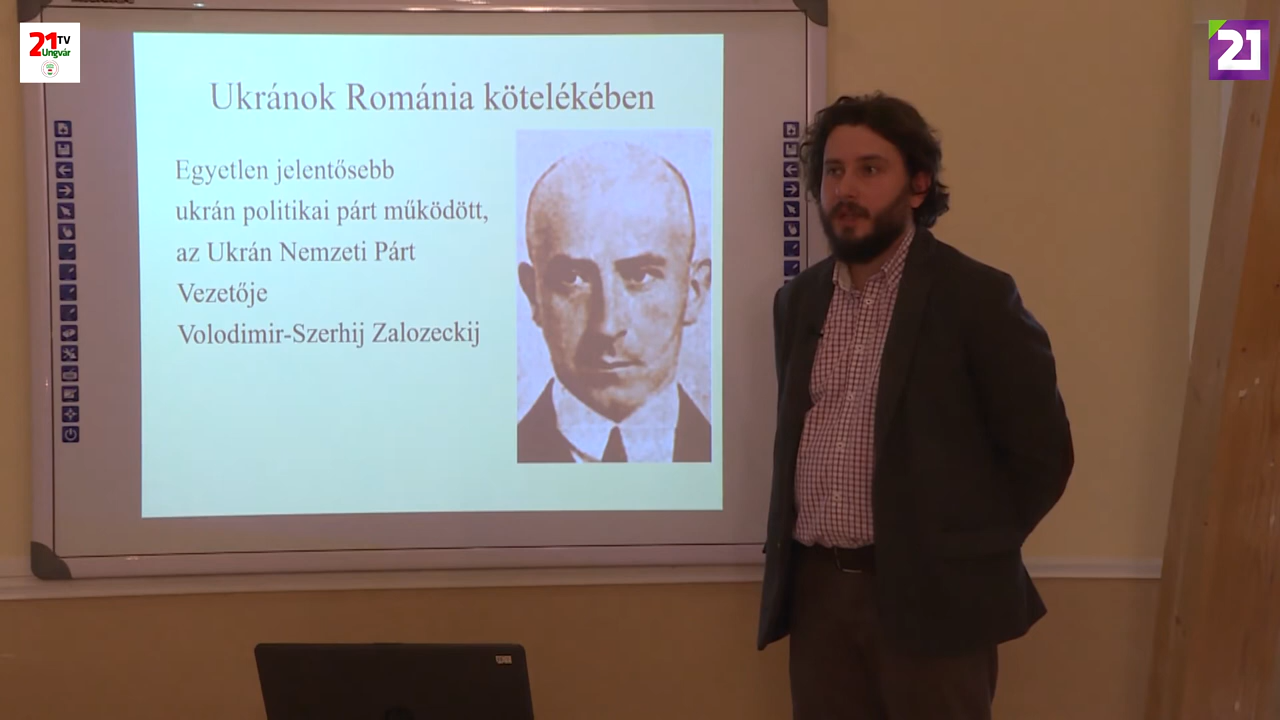 21 TV
Ungvár
21
Ukránok Románia kötelékében
Egyetlen jelentősebb
ukrán politikai párt működött,
az Ukrán Nemzeti Párt
Vezetője
Volodimir-Szerhij Zalozeckij